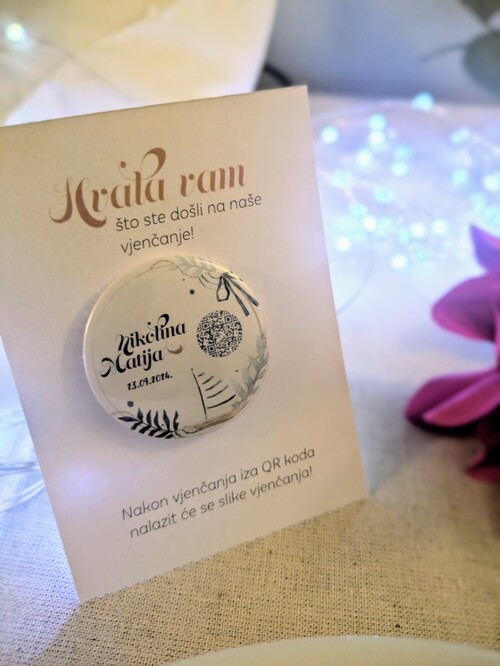 Hvala vam
što ste došli na naše
vjenčanje!
Nikolina
Matija
23.09.2024.
Nakon vjenčanja iza QR koda
nalazit će se slike vjenčanja!